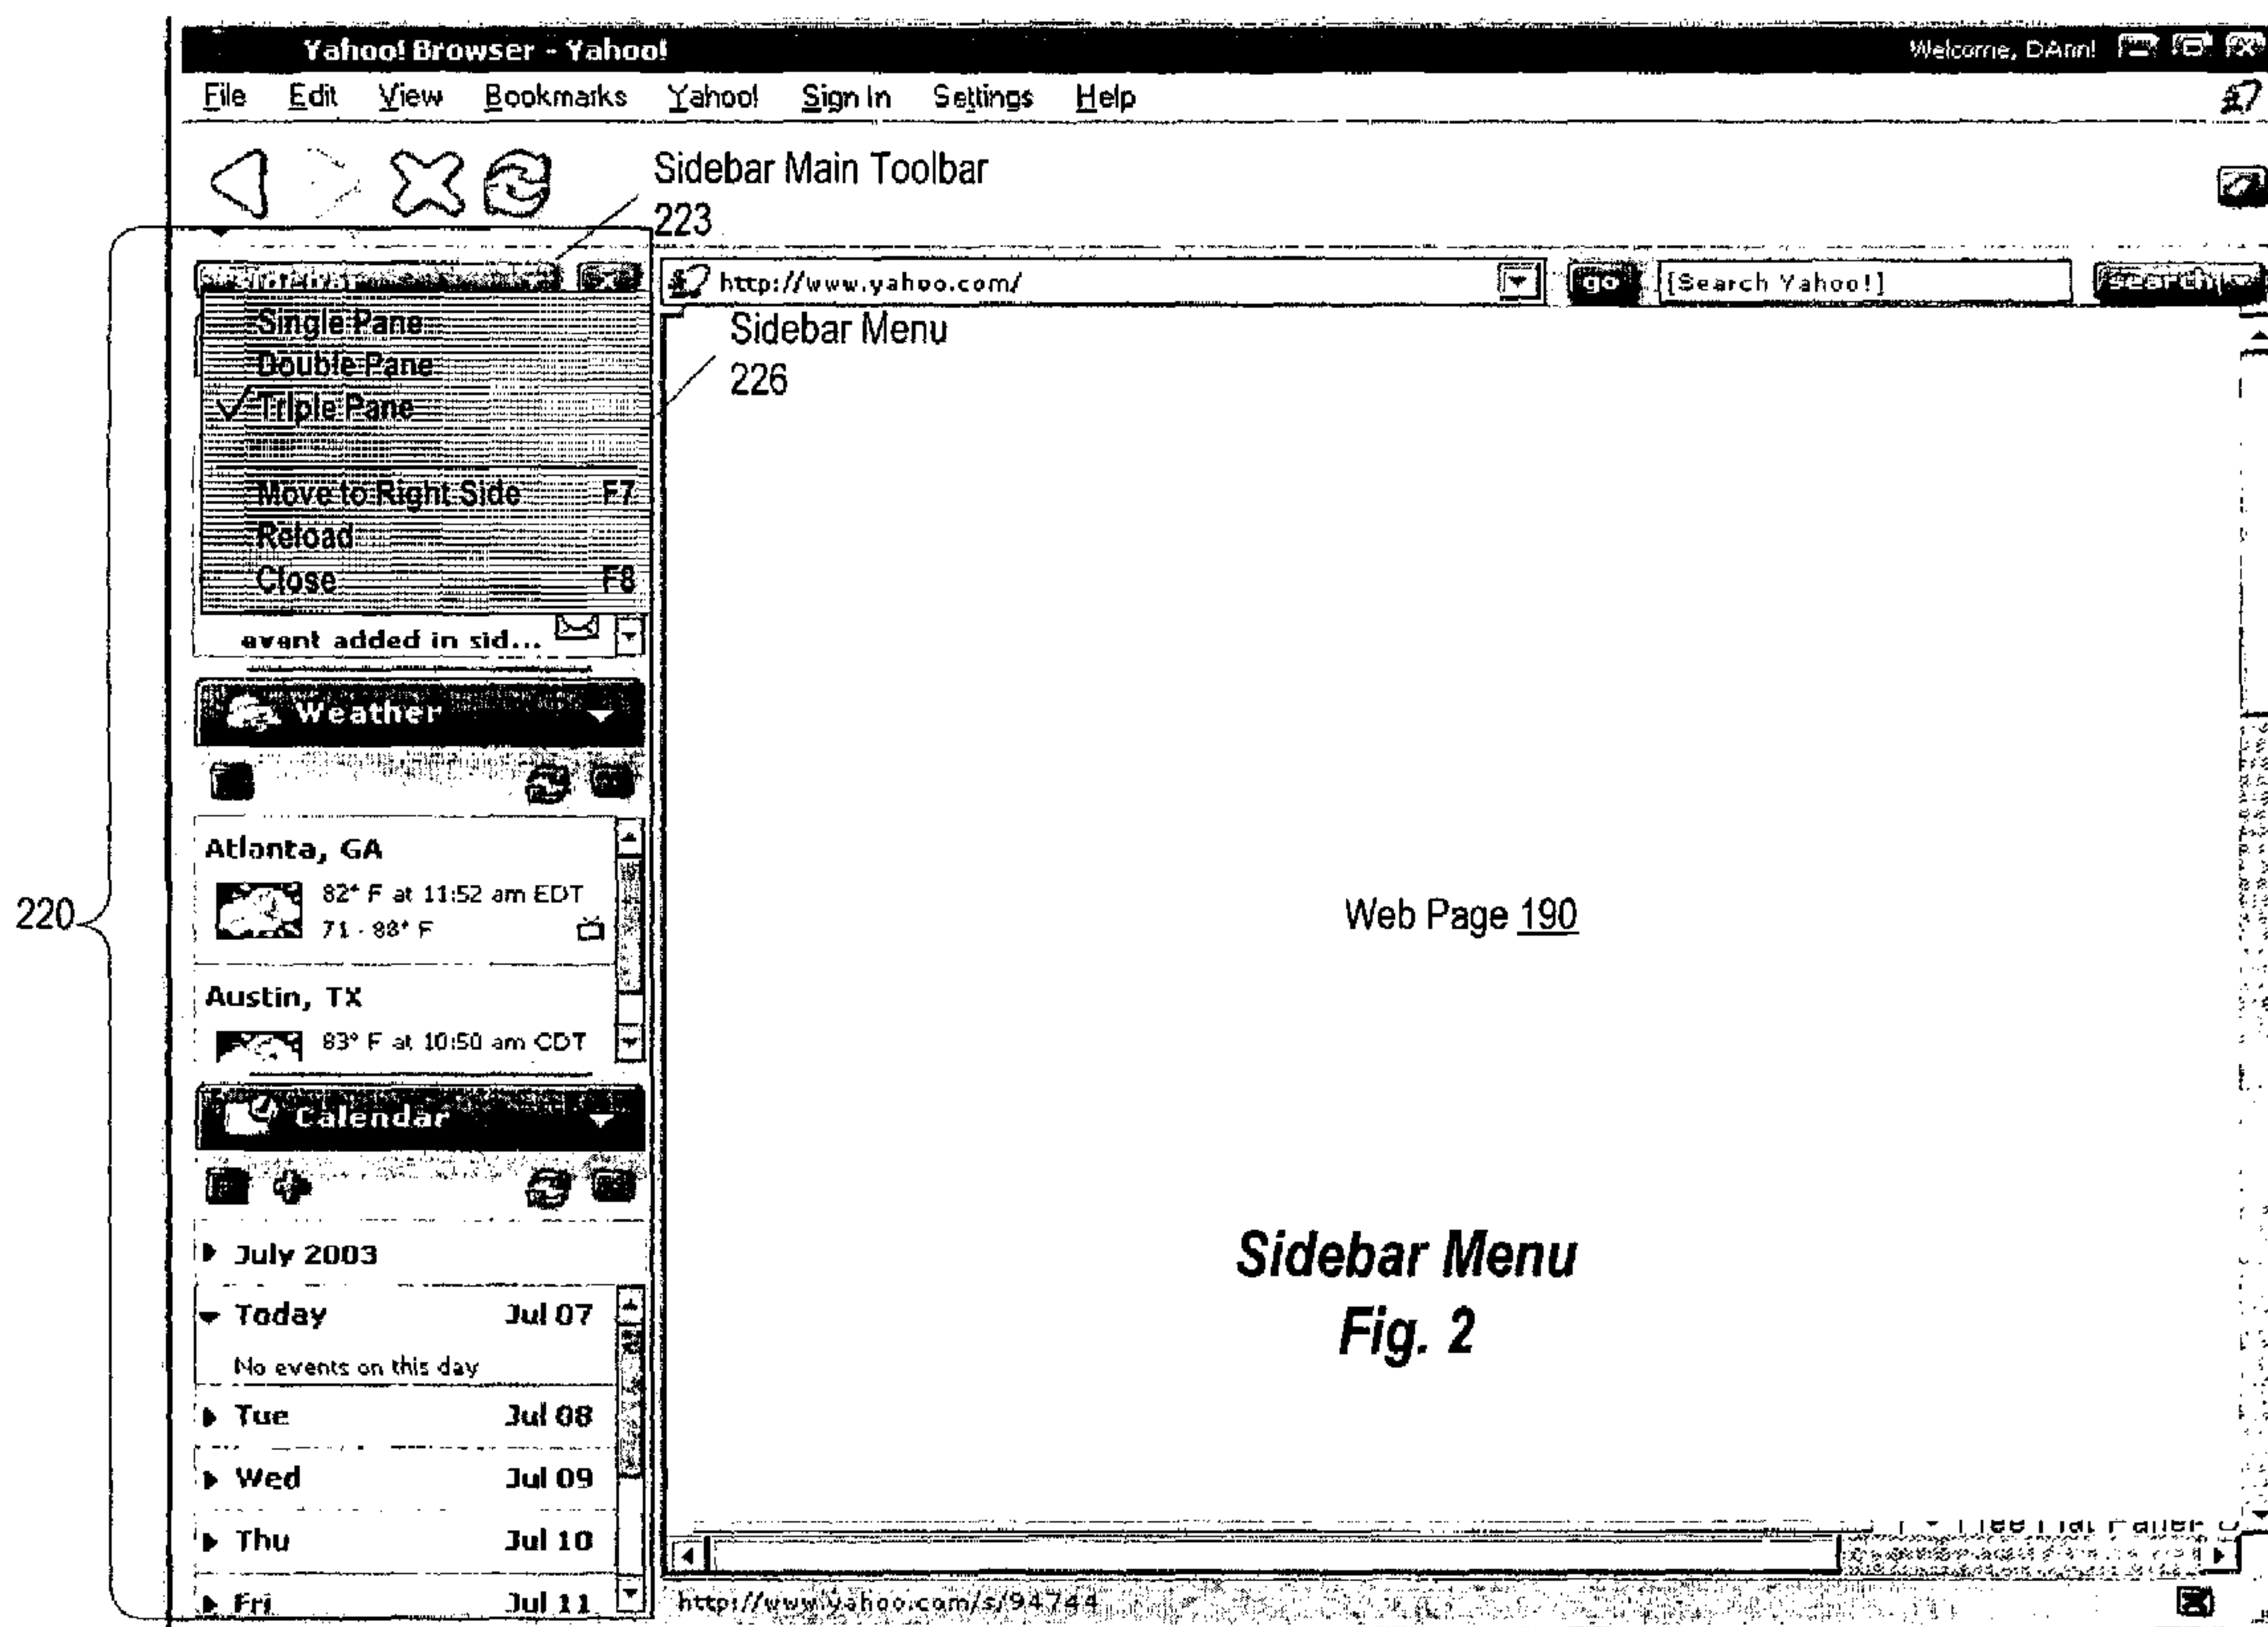 Yahoo! Browser - Yahoo!
Welcome, DAnn!
File Edit View Bookmarks Yahoo! Sign In Settings Help
Sidebar Main Toolbar
223
http://www.yahoo.com/
go
[Search Yahoo!]
search
Sidebar Menu
226
Single Pane
Double Pane
✓ Triple Pane
Move to Right Side F7
Reload
Close F8
event added in sid...
Weather
Atlanta, GA
82° F at 11:52 am EDT
71 - 88° F
Austin, TX
83° F at 10:50 am CDT
220
Calendar
July 2003
Today Jul 07
No events on this day
Tue Jul 08
Wed Jul 09
Thu Jul 10
Fri Jul 11
Web Page 190
Sidebar Menu
Fig. 2
http://www.yahoo.com/s/94744